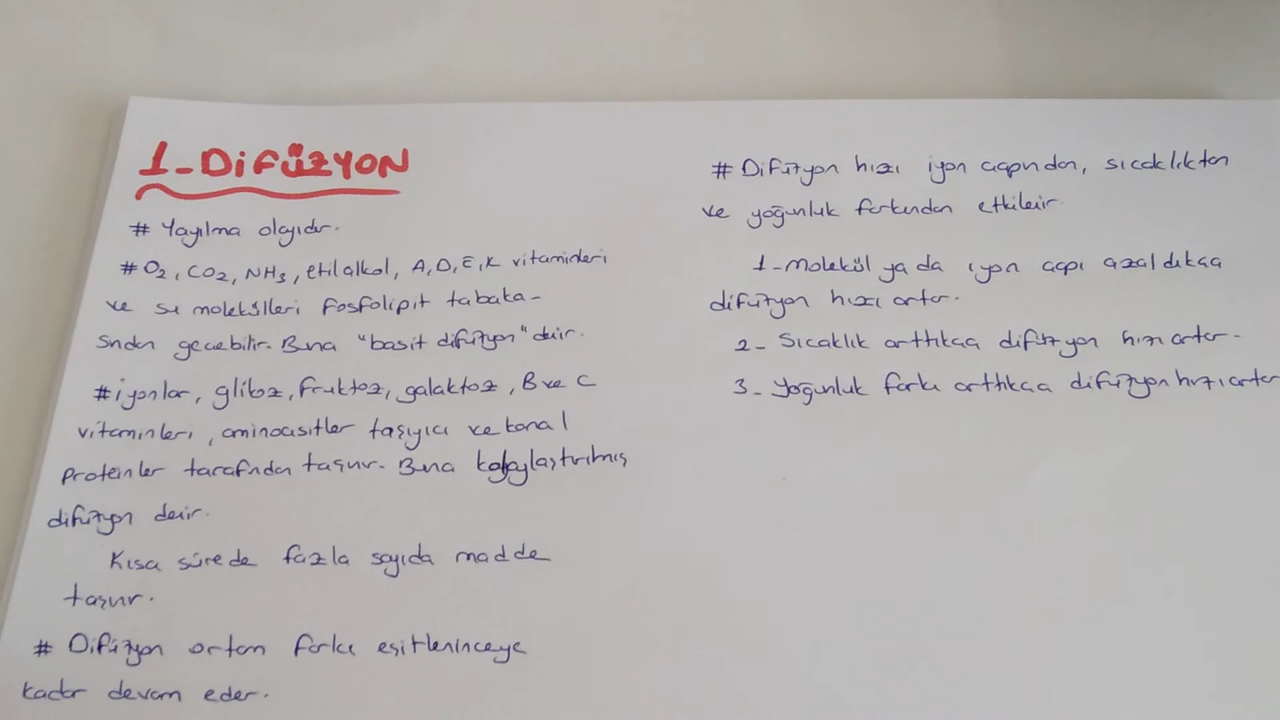 1-DiFÜZYON
# Yayılma olayıdır.
# O2, CO2, NH3, etil alkol, A,D,E,K vitaminleri
ve su molekülleri fosfolipit tabaka-
sından geçebilir. Buna "basit difüzyon" denir.
# iyonlar, glikoz, fruktoz, galaktoz, B ve C
vitaminleri, aminoasitler taşıyıcı ve kanal
proteinler tarafından taşınır. Buna kolaylaştırılmış
difüzyon denir.
Kısa sürede fazla sayıda madde
taşınır.
# Difüzyon ortam farkı eşitleninceye
kadar devam eder.
# Difüzyon hızı iyon çapından, sıcaklıktan
ve yoğunluk farkından etkilenir.
1-Molekül ya da iyon çapı azaldıkça
difüzyon hızı artar.
2- Sıcaklık arttıkça difüzyon hızı artar-
3- Yoğunluk farkı arttıkça difüzyon hızı artar